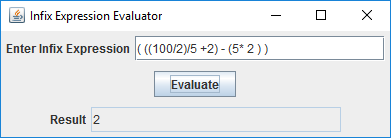 Infix Expression Evaluator
Enter Infix Expression ( ((100/2)/5 +2) - (5* 2 ) )
Evaluate
Result 2